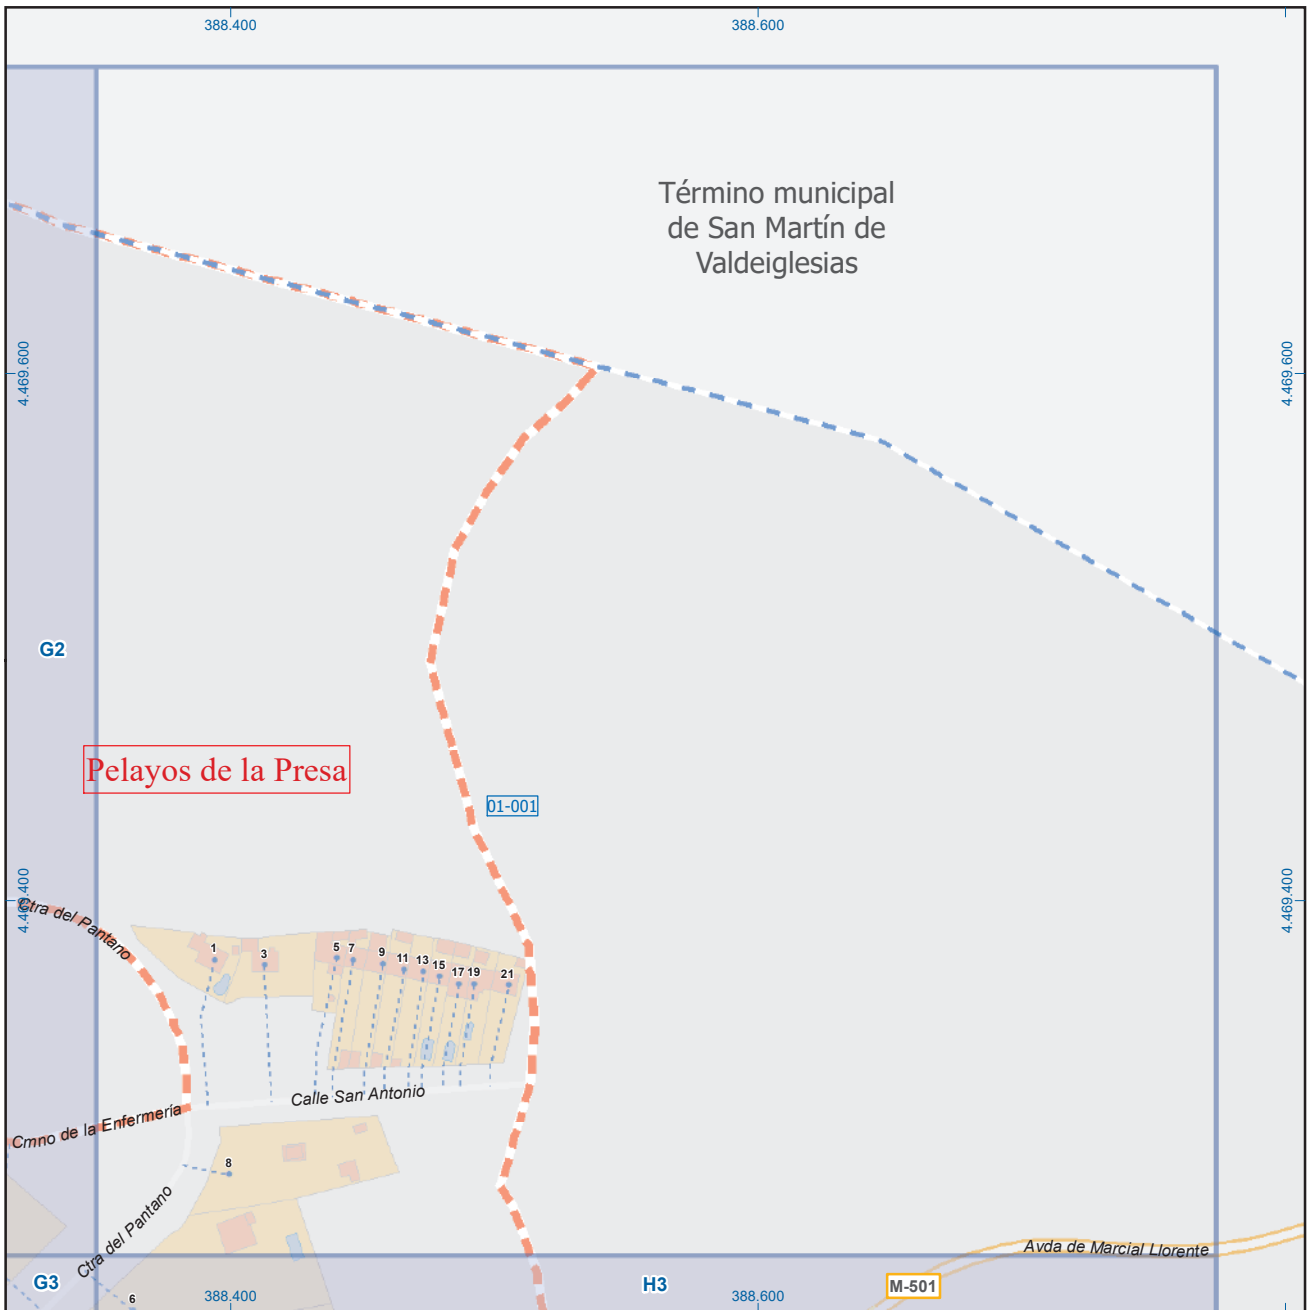 388.400
388.600
Término municipal
de San Martín de
Valdeiglesias
4.469.600
4.469.600
G2
Pelayos de la Presa
01-001
4.469.400
4.469.400
Ctra del Pantano
1
3
5
7
9
11
13
15
17
19
21
Calle San Antonio
Cmno de la Enfermería
8
Ctra del Pantano
Avda de Marcial Llorente
G3
H3
M-501
6
388.400
388.600